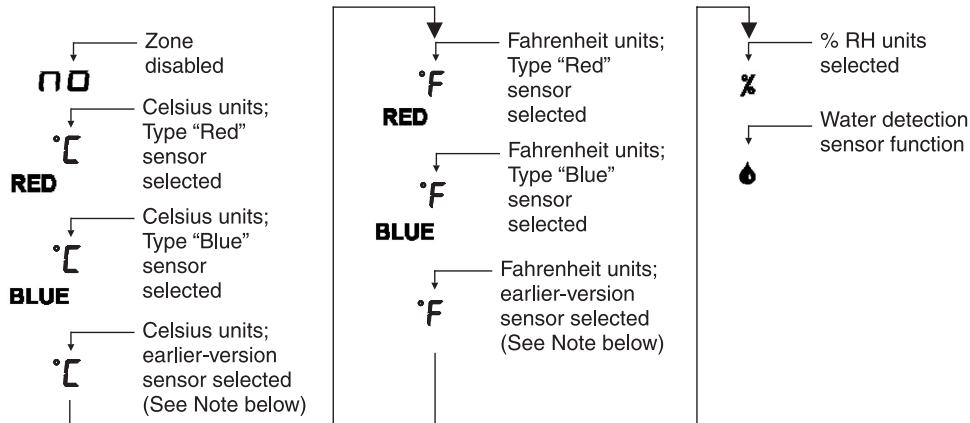 Zone
disabled
no
Celsius units;
Type “Red”
sensor
selected
°C
RED
Celsius units;
Type “Blue”
sensor
selected
°C
BLUE
Celsius units;
earlier-version
sensor selected
(See Note below)
°C
Fahrenheit units;
Type “Red”
sensor
selected
°F
RED
Fahrenheit units;
Type “Blue”
sensor
selected
°F
BLUE
Fahrenheit units;
earlier-version
sensor selected
(See Note below)
°F
% RH units
selected
%
Water detection
sensor function